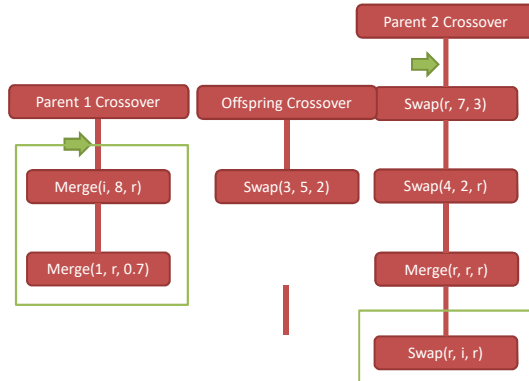 Parent 2 Crossover
Parent 1 Crossover
Offspring Crossover
Swap(r, 7, 3)
Merge(i, 8, r)
Swap(3, 5, 2)
Swap(4, 2, r)
Merge(1, r, 0.7)
Merge(r, r, r)
Swap(r, i, r)